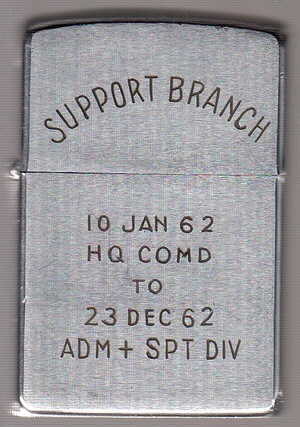 SUPPORT BRANCH
10 JAN 62
HQ COMD
TO
23 DEC 62
ADM + SPT DIV